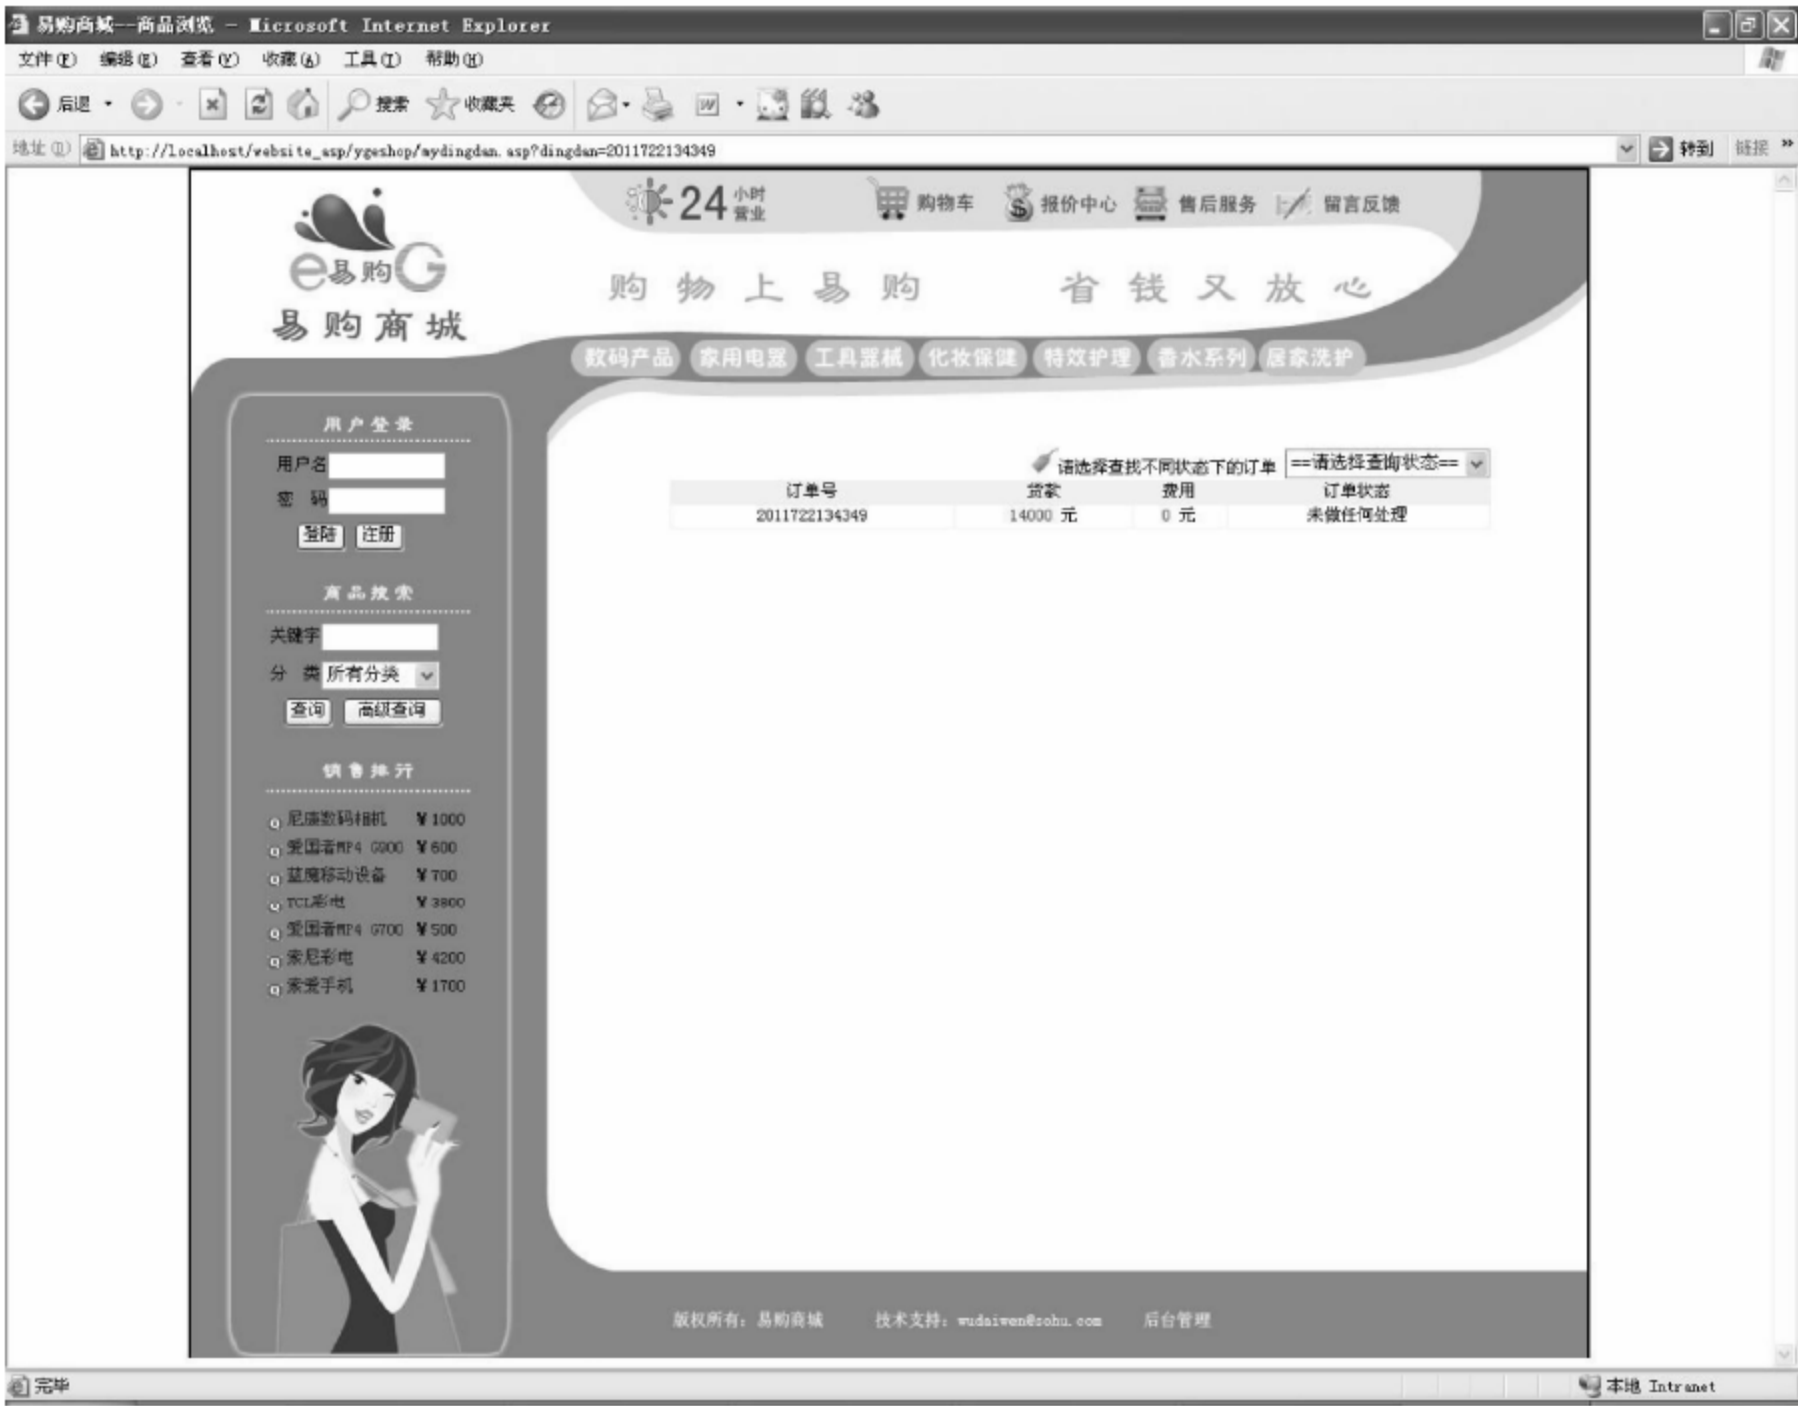 易购商城--商品浏览 - Microsoft Internet Explorer
文件(F) 编辑(E) 查看(V) 收藏(A) 工具(T) 帮助(H)
后退 搜索 收藏夹
地址(D) http://localhost/website_asp/ygeshop/mydingdan.asp?dingdan=2011722134349 转到 链接 »
24 小时营业 购物车 报价中心 售后服务 留言反馈
e易购G
易购商城
购物上易购 省钱又放心
数码产品 家用电器 工具器械 化妆保健 特效护理 香水系列 居家洗护
用户登录
用户名
密 码
登陆 注册
商品搜索
关键字
分 类 所有分类
查询 高级查询
销售排行
尼康数码相机 ¥1000
爱国者MP4 G900 ¥600
蓝魔移动设备 ¥700
TCL彩电 ¥3800
爱国者MP4 G700 ¥500
索尼彩电 ¥4200
索爱手机 ¥1700
请选择查找不同状态下的订单 ==请选择查询状态==
订单号 货款 费用 订单状态
2011722134349 14000 元 0 元 未做任何处理
版权所有：易购商城 技术支持：wudaiwen@sohu.com 后台管理
完毕 本地 Intranet